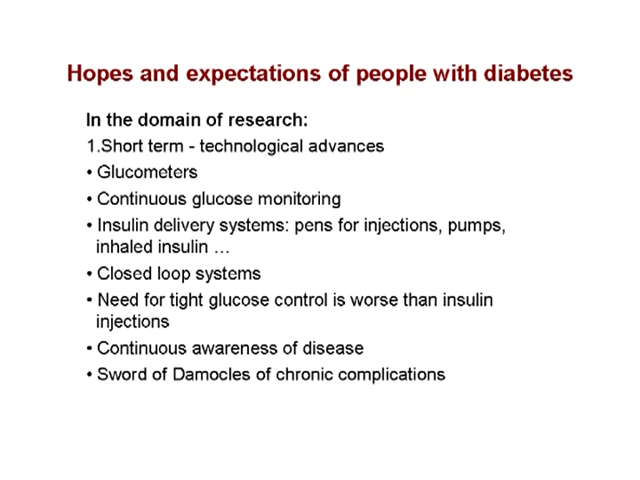 Hopes and expectations of people with diabetes
In the domain of research:
1.Short term - technological advances
• Glucometers
• Continuous glucose monitoring
• Insulin delivery systems: pens for injections, pumps,
inhaled insulin …
• Closed loop systems
• Need for tight glucose control is worse than insulin
injections
• Continuous awareness of disease
• Sword of Damocles of chronic complications